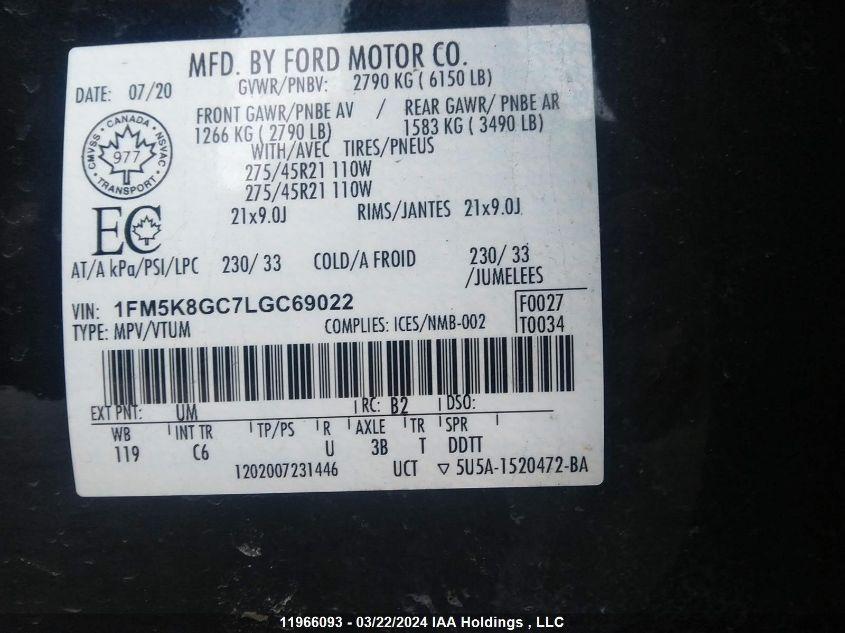 MFD. BY FORD MOTOR CO.
DATE: 07/20
GVWR/PNBV: 2790 KG ( 6150 LB)
FRONT GAWR/PNBE AV / REAR GAWR/ PNBE AR
1266 KG ( 2790 LB) 1583 KG ( 3490 LB)
WITH/AVEC TIRES/PNEUS
275/45R21 110W
275/45R21 110W
21x9.0J RIMS/JANTES 21x9.0J
CANADA
CMVSS NSVAC
977
TRANSPORT
EC
AT/A kPa/PSI/LPC 230/ 33 COLD/A FROID 230/ 33
/JUMELEES
VIN: 1FM5K8GC7LGC69022 F0027
TYPE: MPV/VTUM COMPLIES: ICES/NMB-002 T0034
EXT PNT: UM RC: B2 DSO:
WB INT TR TP/PS R AXLE TR SPR
119 C6 U 3B T DDTT
1202007231446 UCT ▽ 5U5A-1520472-BA
11966093 - 03/22/2024 IAA Holdings , LLC